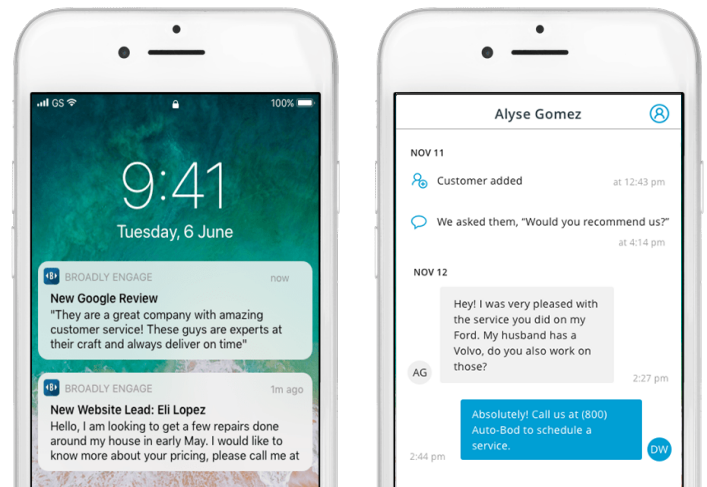 GS
100%
9:41
Tuesday, 6 June
B
BROADLY ENGAGE
now
New Google Review
"They are a great company with amazing
customer service! These guys are experts at
their craft and always deliver on time"
B
BROADLY ENGAGE
1m ago
New Website Lead: Eli Lopez
Hello, I am looking to get a few repairs done
around my house in early May. I would like to
know more about your pricing, please call me at
Alyse Gomez
NOV 11
Customer added
at 12:43 pm
We asked them, “Would you recommend us?”
at 4:14 pm
NOV 12
Hey! I was very pleased with
the service you did on my
Ford. My husband has a
Volvo, do you also work on
those?
AG
2:27 pm
Absolutely! Call us at (800)
Auto-Bod to schedule a
service.
2:44 pm
DW